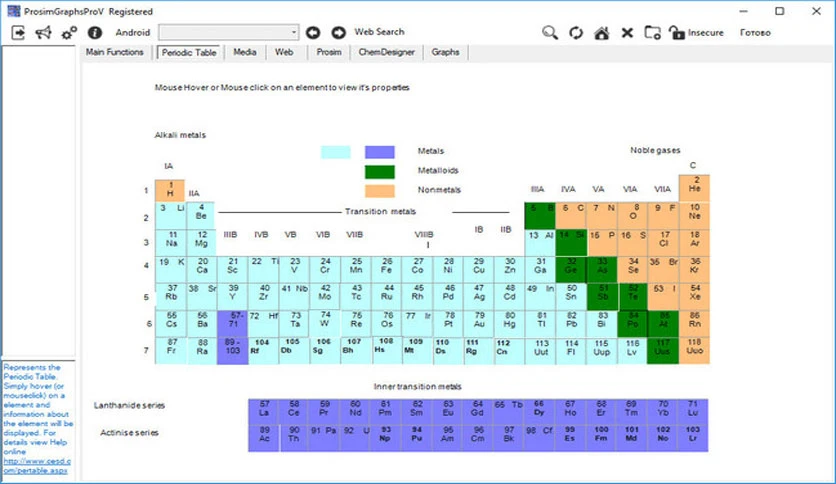 ProsimGraphsProV Registered
Android Web Search Insecure Готово
Main Functions Periodic Table Media Web Prosim ChemDesigner Graphs
Mouse Hover or Mouse click on an element to view it's properties
Alkali metals
Metals
Noble gases
Metalloids
IA C
Nonmetals
1 1 H IIA IIIA IVA VA VIA VIIA 2 He
2 3 Li 4 Be Transition metals 5 B 6 C 7 N 8 O 9 F 10 Ne
3 11 Na 12 Mg IIIB IVB VB VIB VIIB VIIIB I IB IIB 13 Al 14 Si 15 P 16 S 17 Cl 18 Ar
4 19 K 20 Ca 21 Sc 22 Ti 23 V 24 Cr 25 Mn 26 Fe 27 Co 28 Ni 29 Cu 30 Zn 31 Ga 32 Ge 33 As 34 Se 35 Br 36 Kr
5 37 Rb 38 Sr 39 Y 40 Zr 41 Nb 42 Mo 43 Tc 44 Ru 45 Rh 46 Pd 47 Ag 48 Cd 49 In 50 Sn 51 Sb 52 Te 53 I 54 Xe
6 55 Cs 56 Ba 57-71 72 Hf 73 Ta 74 W 75 Re 76 Os 77 Ir 78 Pt 79 Au 80 Hg 81 Tl 82 Pb 83 Bi 84 Po 85 At 86 Rn
7 87 Fr 88 Ra 89 - 103 104 Rf 105 Db 106 Sg 107 Bh 108 Hs 109 Mt 110 Ds 111 Rg 112 Cn 113 Uut 114 Fl 115 Uup 116 Lv 117 Uus 118 Uuo
Inner transition metals
Lanthanide series 57 La 58 Ce 59 Pr 60 Nd 61 Pm 62 Sm 63 Eu 64 Gd 65 Tb 66 Dy 67 Ho 68 Er 69 Tm 70 Yb 71 Lu
Actinise series 89 Ac 90 Th 91 Pa 92 U 93 Np 94 Pu 95 Am 96 Cm 97 Bk 98 Cf 99 Es 100 Fm 101 Md 102 No 103 Lr
Represents the
Periodic Table.
Simply hover (or
mouseclick) on a
element and
information about
the element will be
displayed. For
details view Help
online
http://www.cesd.c
om/pertable.aspx